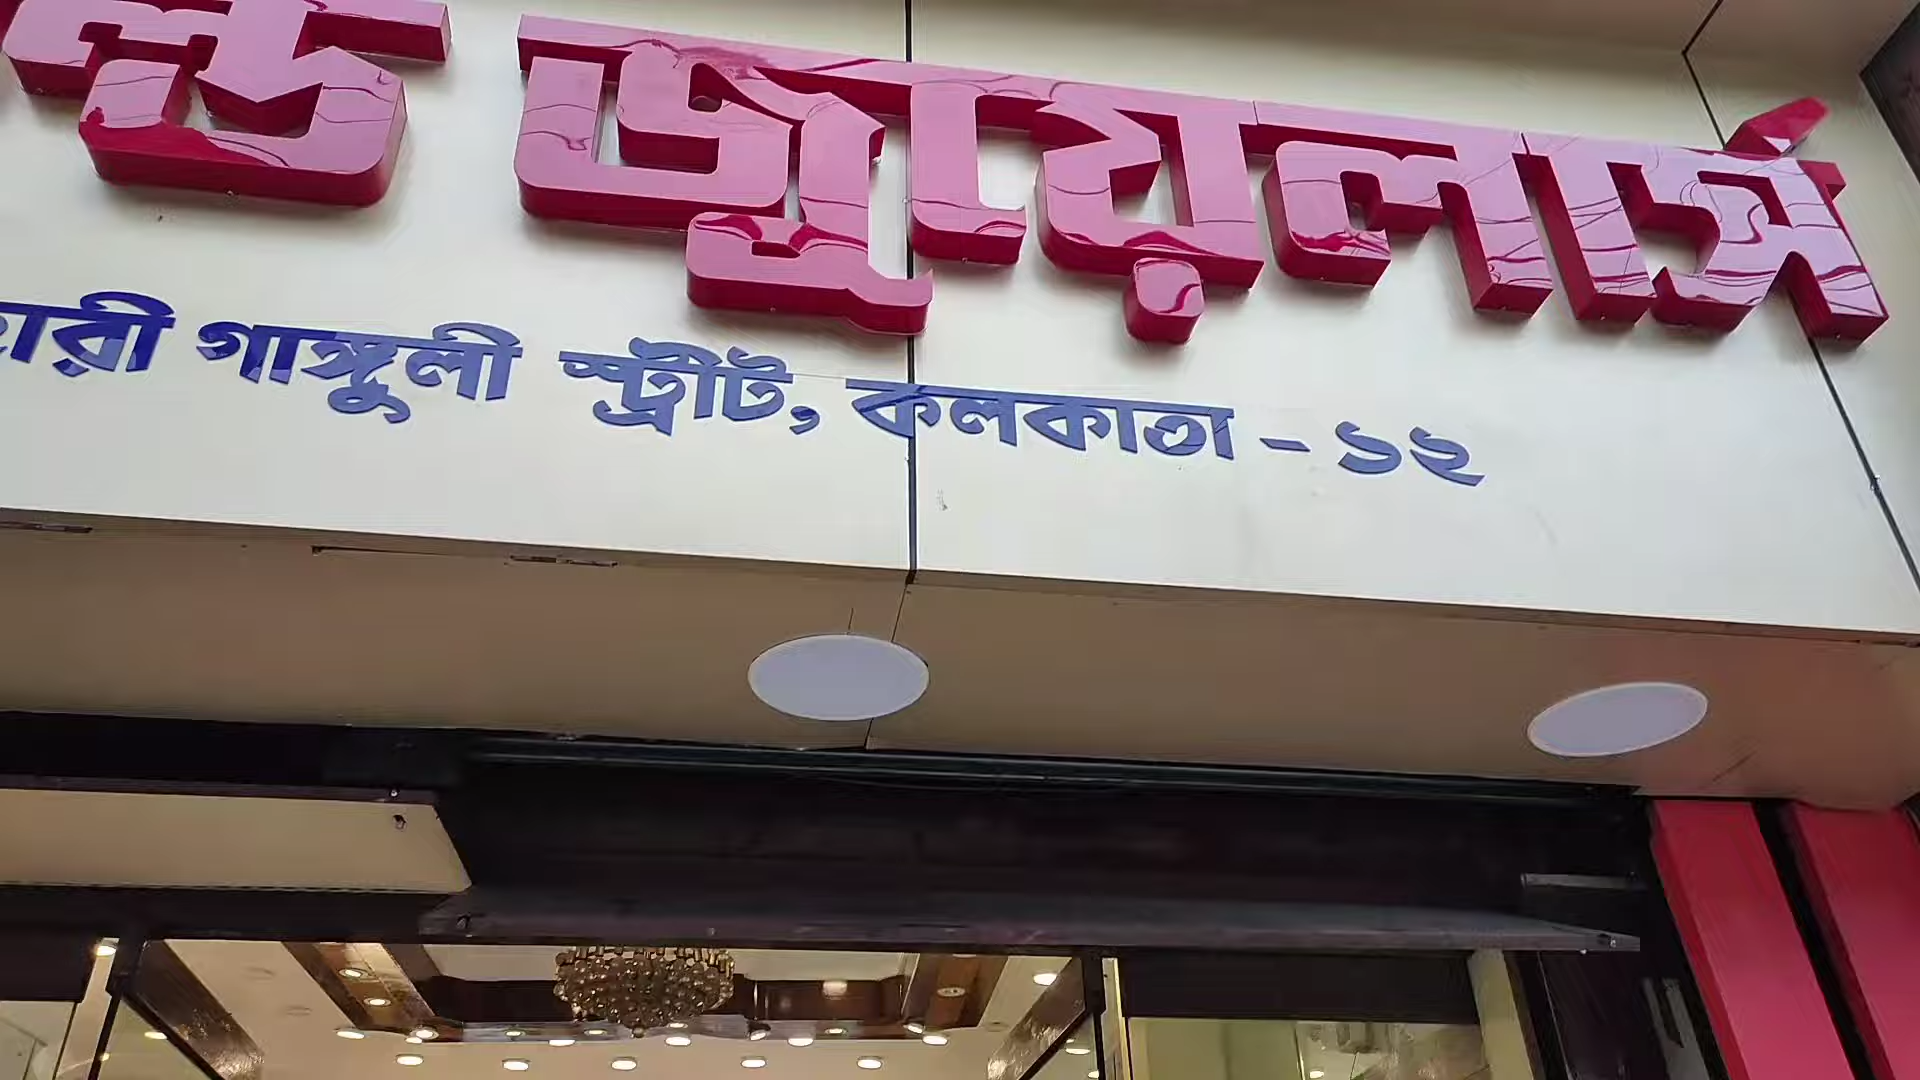 ল্ড জুয়েলার্স
হারী গাঙ্গুলী স্ট্রীট, কলকাতা - ১২